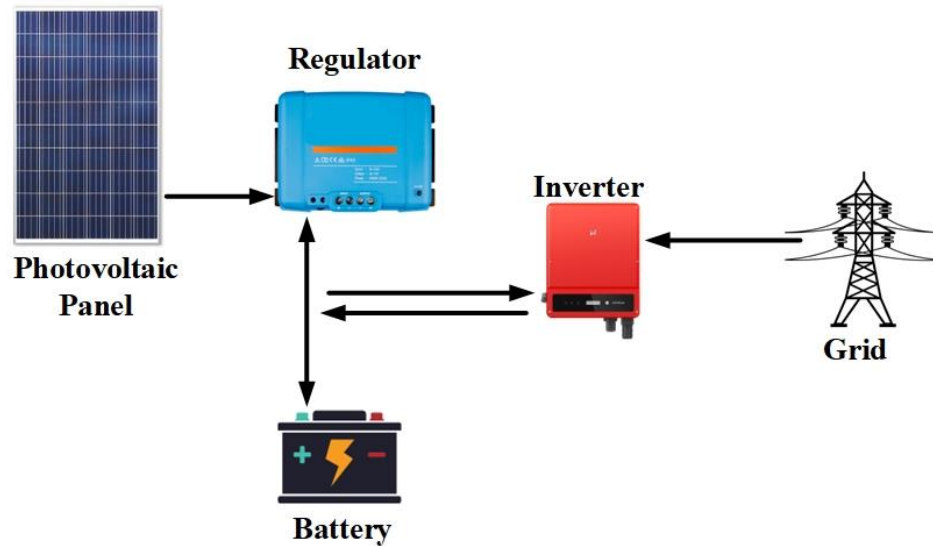 Regulator
Inverter
Photovoltaic
Panel
Grid
+
−
Battery